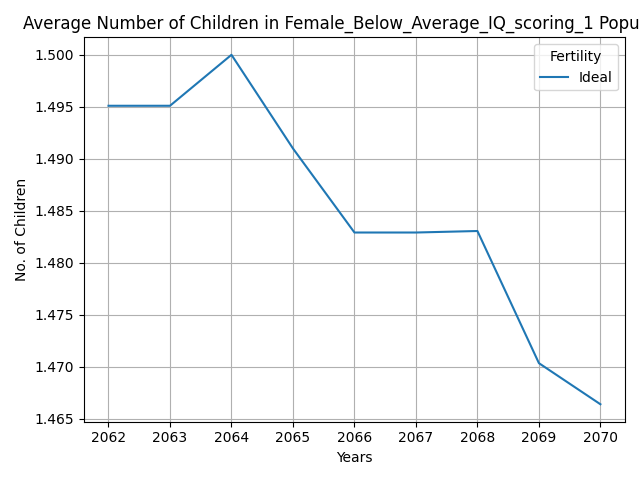 Average Number of Children in Female_Below_Average_IQ_scoring_1 Popu
Fertility
Ideal
No. of Children
1.500
1.495
1.490
1.485
1.480
1.475
1.470
1.465
2062 2063 2064 2065 2066 2067 2068 2069 2070
Years